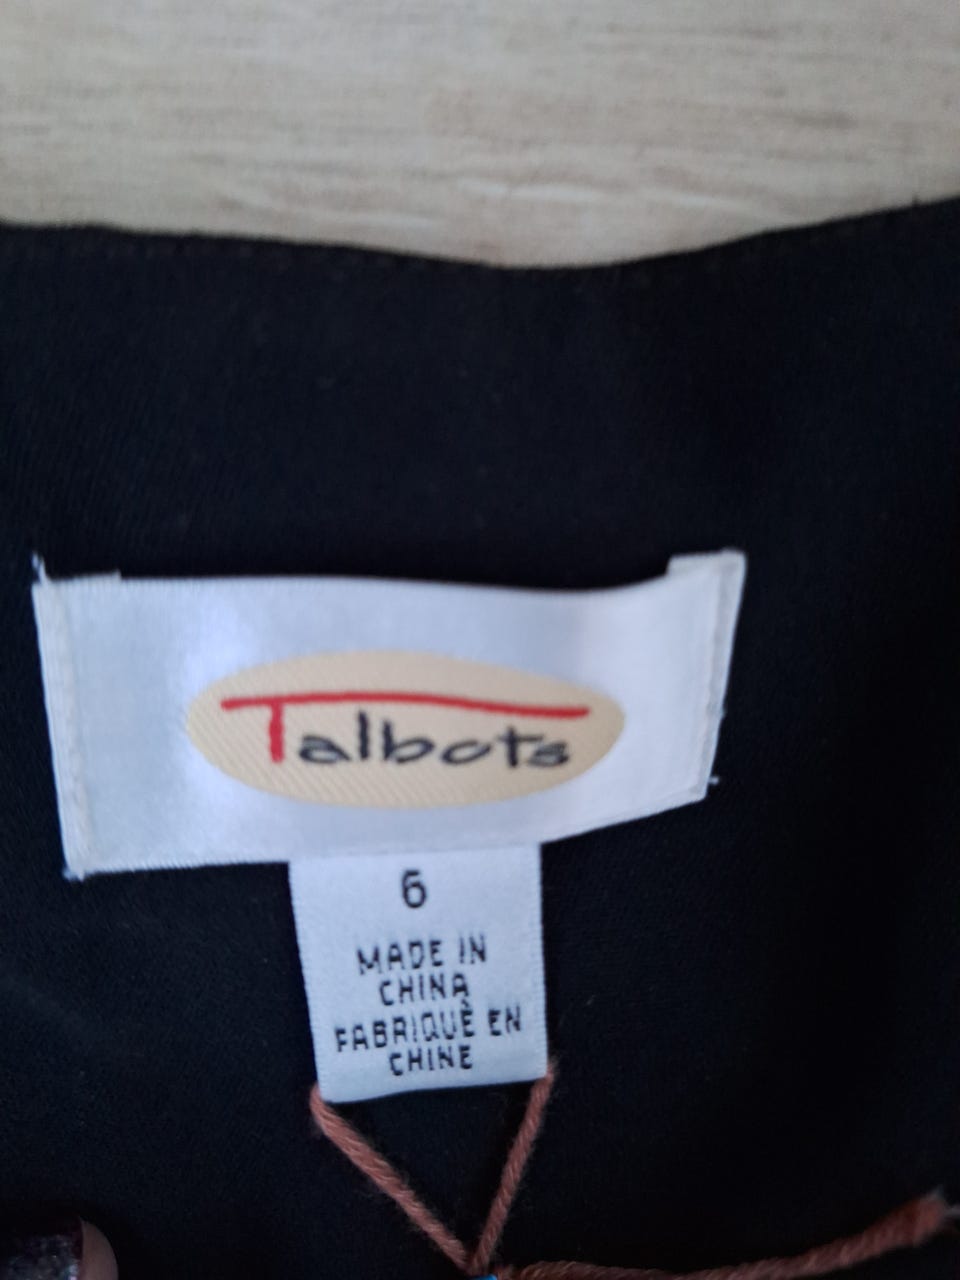 Talbots
6
MADE IN
CHINA
FABRIQUÈ EN
CHINE